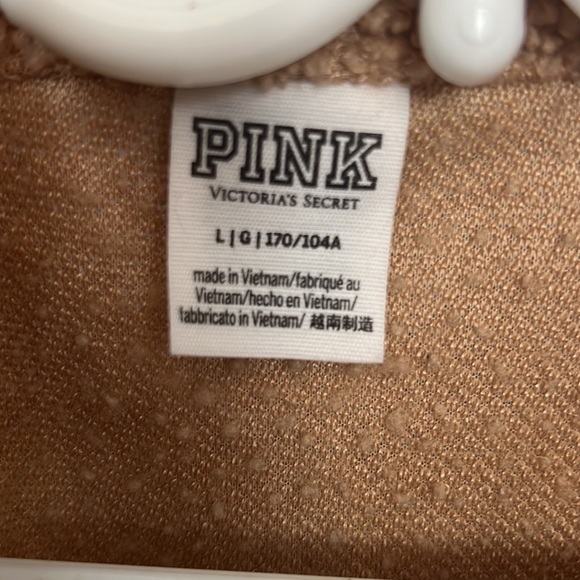 PINK
VICTORIA'S SECRET
L | G | 170/104A
made in Vietnam/fabriqué au
Vietnam/hecho en Vietnam/
fabbricato in Vietnam/ 越南制造